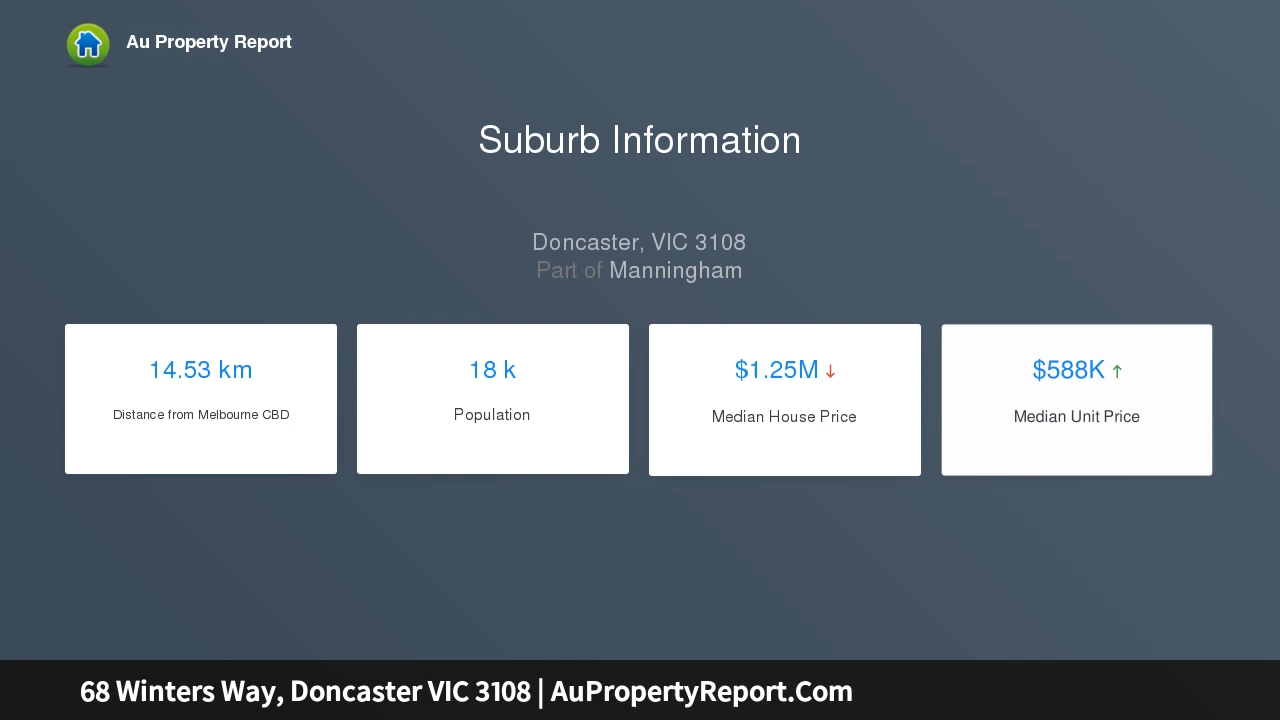 Au Property Report
Suburb Information
Doncaster, VIC 3108
Part of Manningham
14.53 km
Distance from Melbourne CBD
18 k
Population
$1.25M ↓
Median House Price
$588K ↑
Median Unit Price
68 Winters Way, Doncaster VIC 3108 | AuPropertyReport.Com